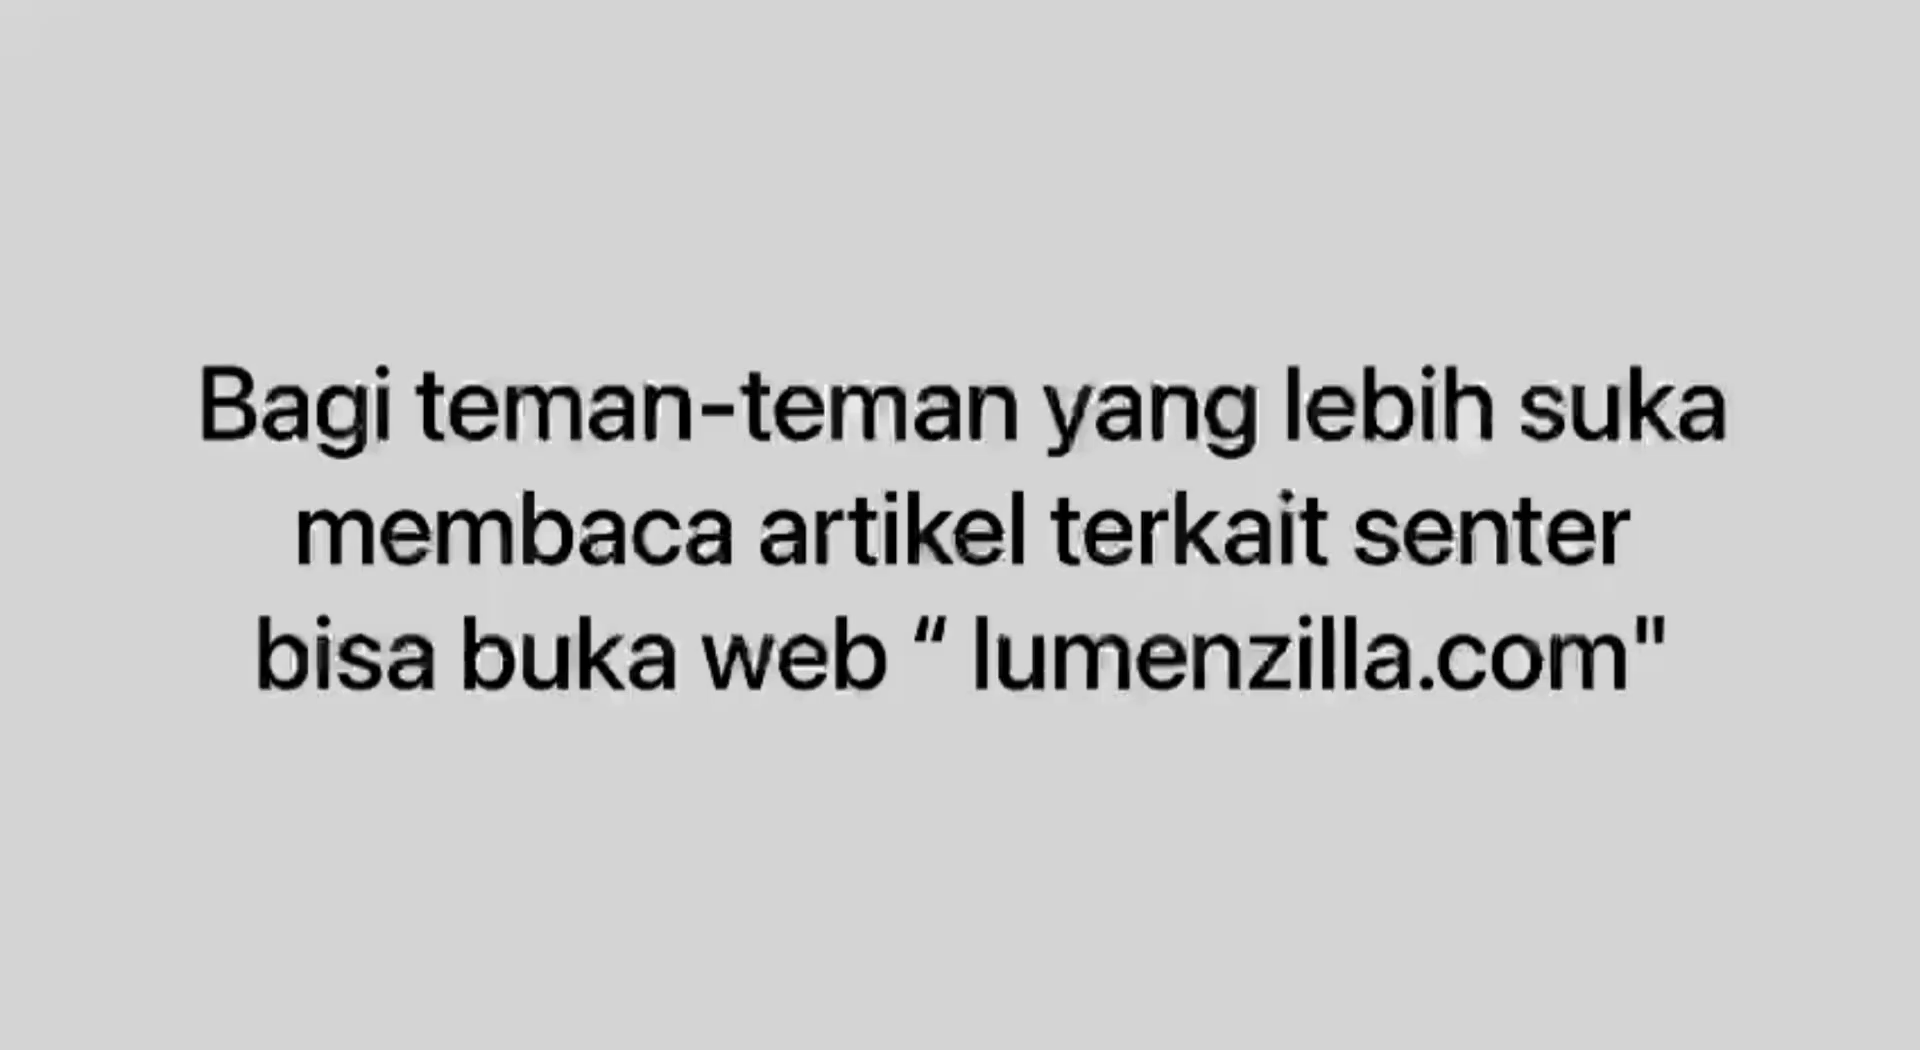 Bagi teman-teman yang lebih suka
membaca artikel terkait senter
bisa buka web “ lumenzilla.com"